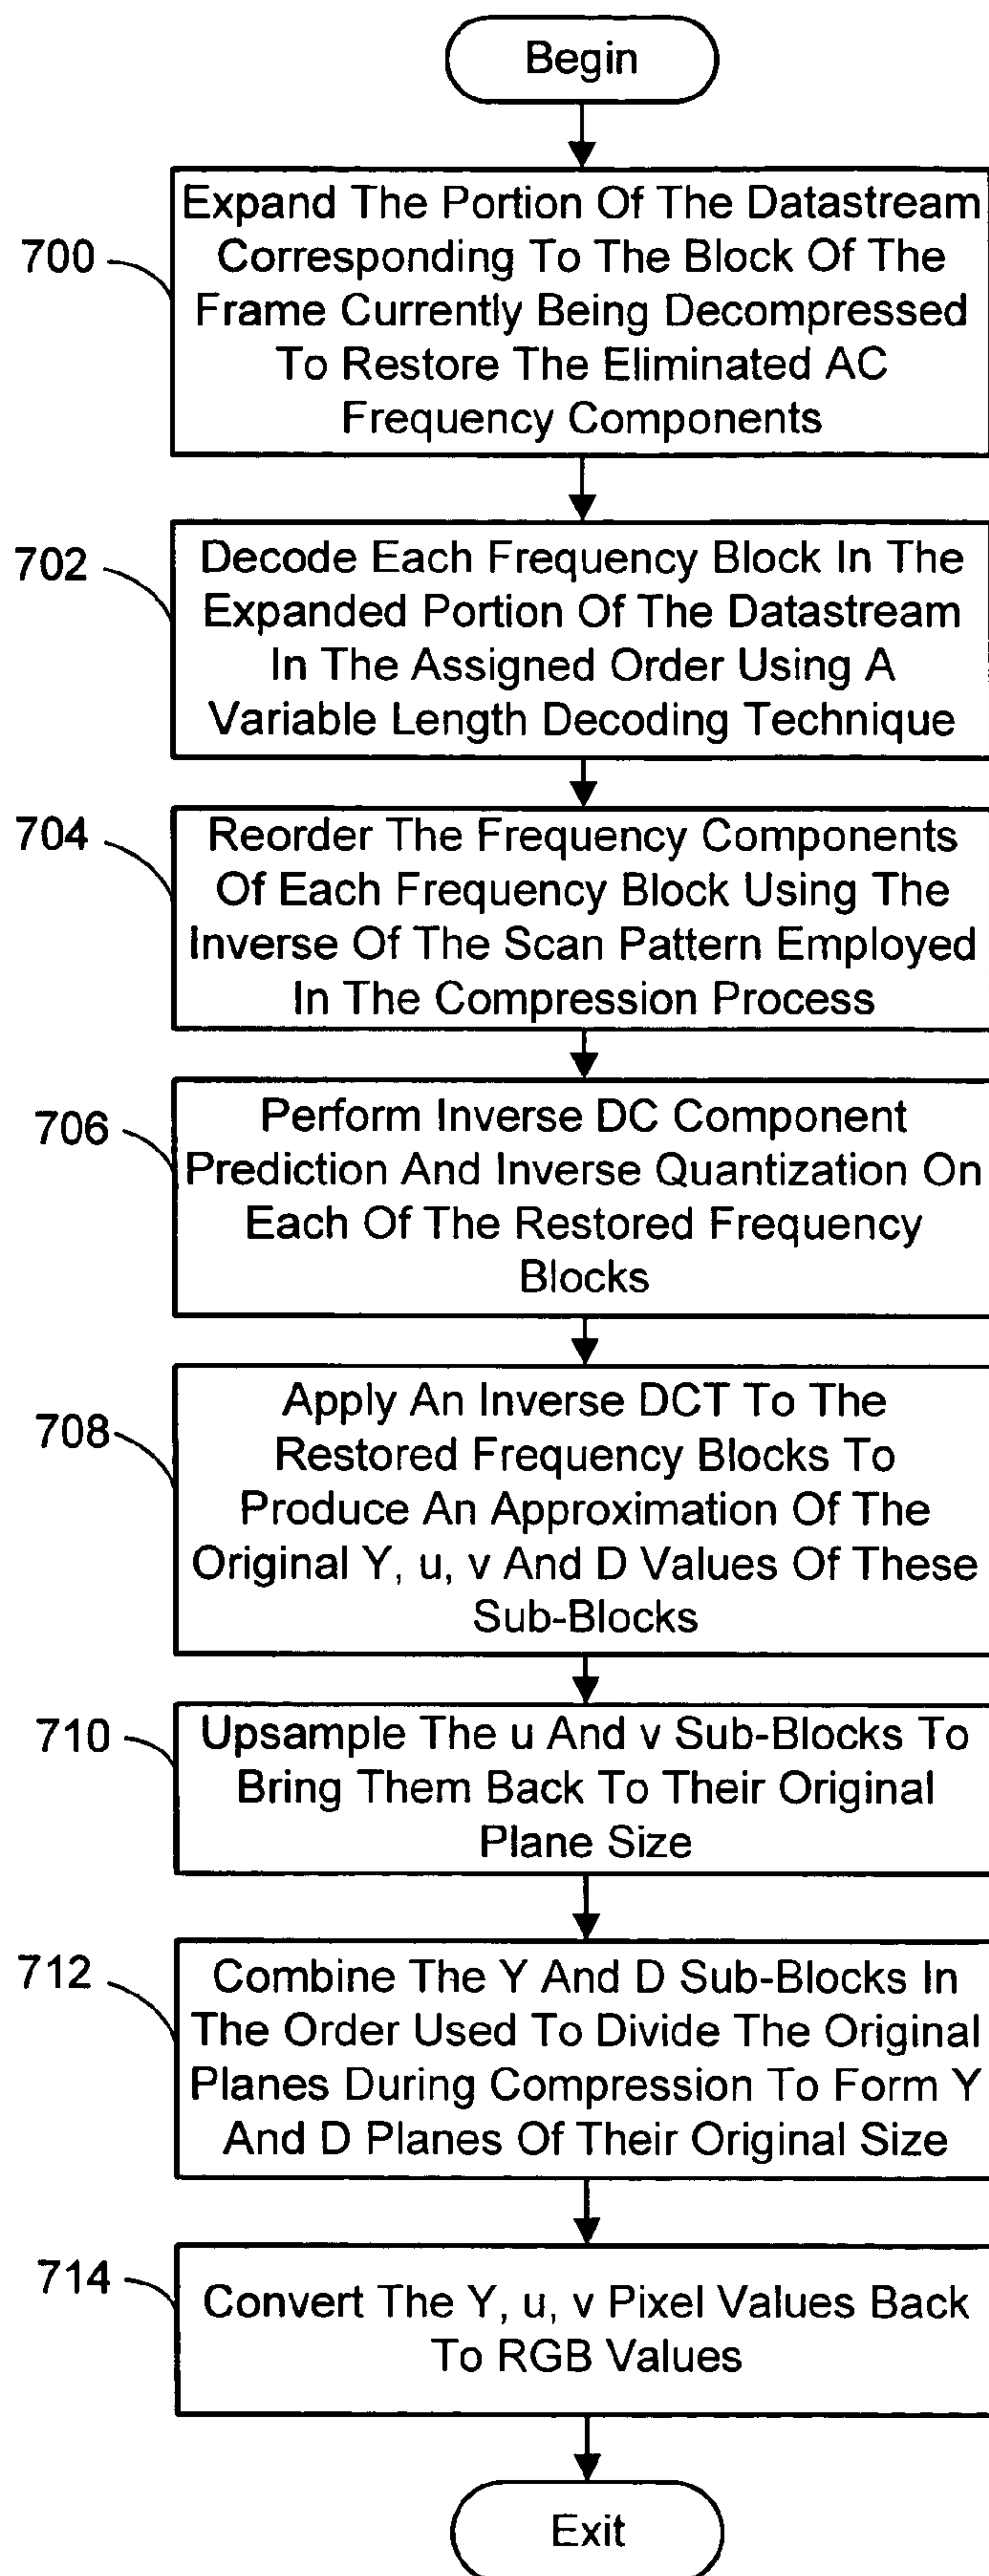 Begin
700
Expand The Portion Of The Datastream
Corresponding To The Block Of The
Frame Currently Being Decompressed
To Restore The Eliminated AC
Frequency Components
702
Decode Each Frequency Block In The
Expanded Portion Of The Datastream
In The Assigned Order Using A
Variable Length Decoding Technique
704
Reorder The Frequency Components
Of Each Frequency Block Using The
Inverse Of The Scan Pattern Employed
In The Compression Process
706
Perform Inverse DC Component
Prediction And Inverse Quantization On
Each Of The Restored Frequency
Blocks
708
Apply An Inverse DCT To The
Restored Frequency Blocks To
Produce An Approximation Of The
Original Y, u, v And D Values Of These
Sub-Blocks
710
Upsample The u And v Sub-Blocks To
Bring Them Back To Their Original
Plane Size
712
Combine The Y And D Sub-Blocks In
The Order Used To Divide The Original
Planes During Compression To Form Y
And D Planes Of Their Original Size
714
Convert The Y, u, v Pixel Values Back
To RGB Values
Exit